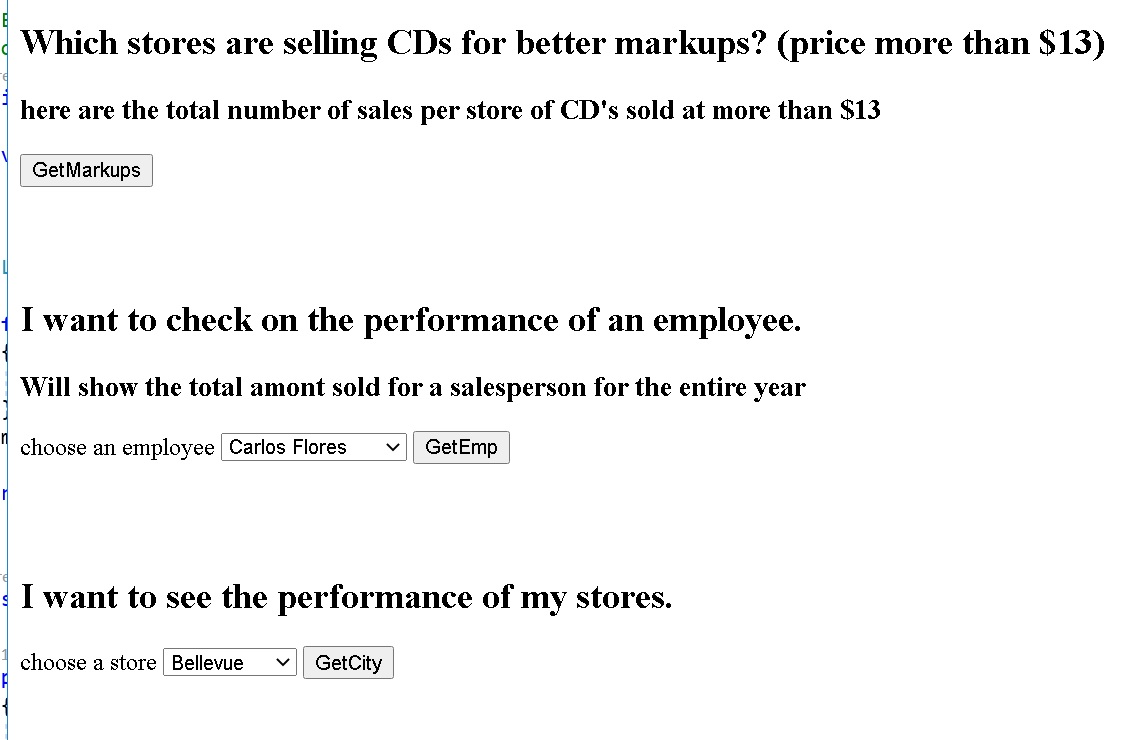 Which stores are selling CDs for better markups? (price more than $13)
here are the total number of sales per store of CD's sold at more than $13
GetMarkups
I want to check on the performance of an employee.
Will show the total amont sold for a salesperson for the entire year
choose an employee Carlos Flores GetEmp
I want to see the performance of my stores.
choose a store Bellevue GetCity